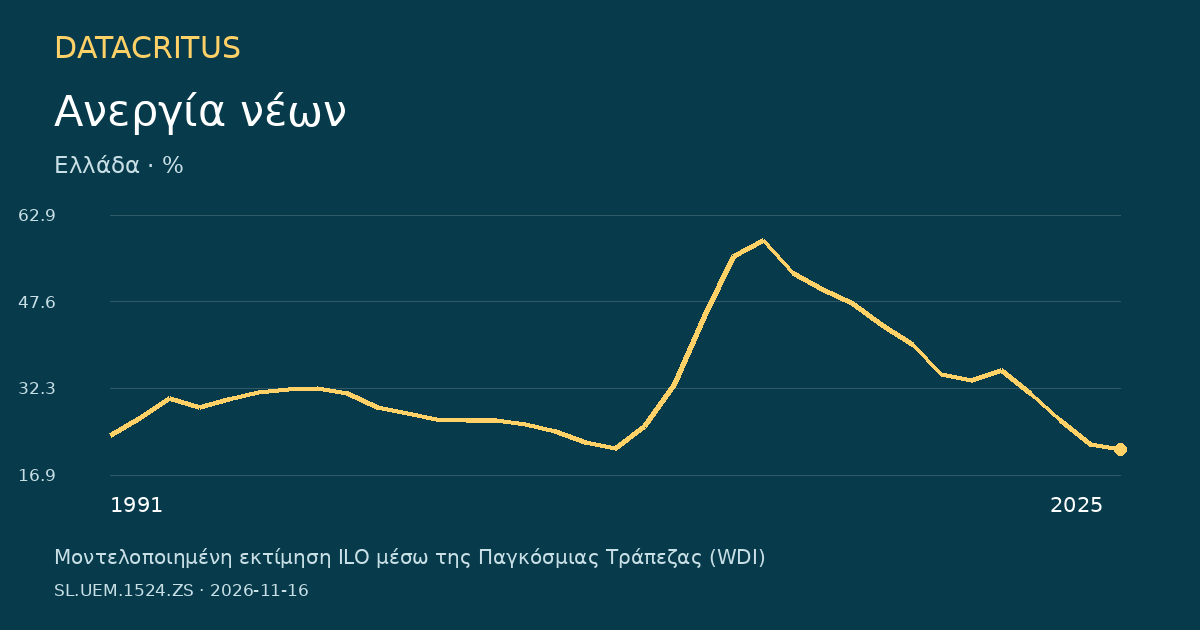 DATACRITUS
Ανεργία νέων
Ελλάδα · %
62.9
47.6
32.3
16.9
1991
2025
Μοντελοποιημένη εκτίμηση ILO μέσω της Παγκόσμιας Τράπεζας (WDI)
SL.UEM.1524.ZS · 2026-11-16